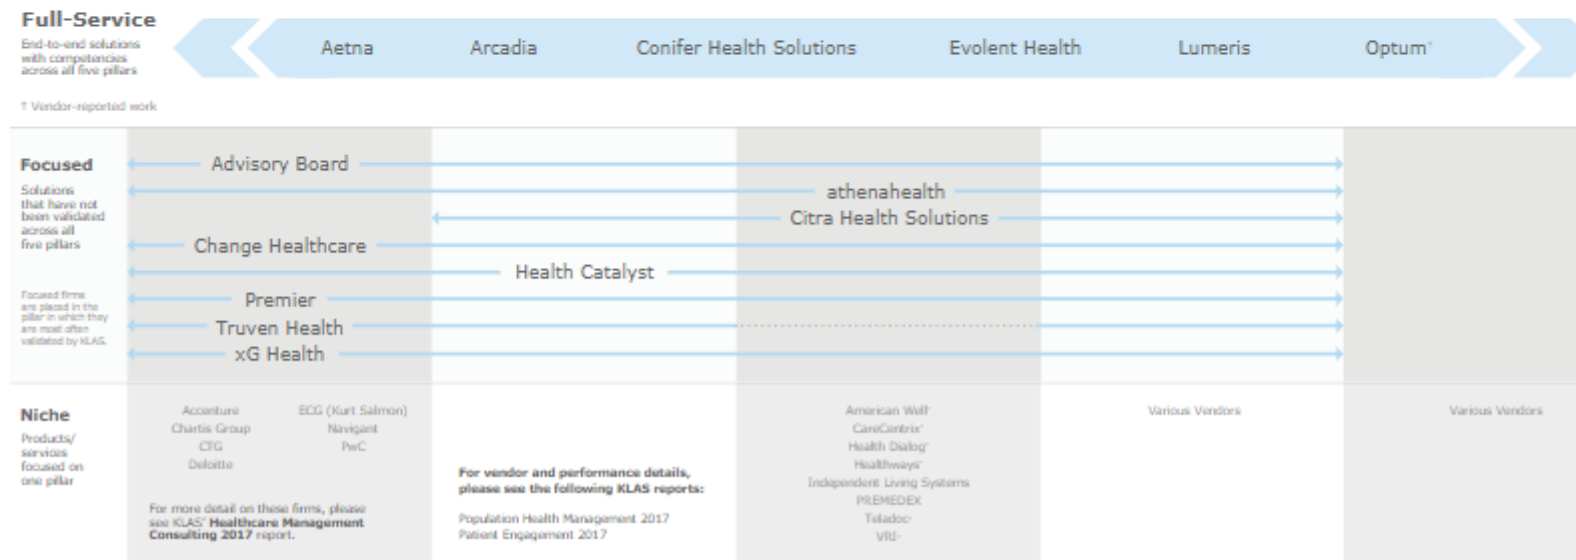 Full-Service
End-to-end solutions
with competencies
across all five pillars
† Vendor-reported work
Aetna
Arcadia
Conifer Health Solutions
Evolent Health
Lumeris
Optum†
Focused
Solutions
that have not
been validated
across all
five pillars
Focused firms
are placed in the
pillar in which they
are most often
validated by KLAS.
Advisory Board
athenahealth
Citra Health Solutions
Change Healthcare
Health Catalyst
Premier
Truven Health
xG Health
Niche
Products/
services
focused on
one pillar
Accenture
Chartis Group
CTG
Deloitte
ECG (Kurt Salmon)
Navigant
PwC
For more detail on these firms, please
see KLAS' Healthcare Management
Consulting 2017 report.
For vendor and performance details,
please see the following KLAS reports:
Population Health Management 2017
Patient Engagement 2017
American Well†
CareCentrix†
Health Dialog†
Healthways†
Independent Living Systems
PREMEDEX
Teladoc†
VRI†
Various Vendors
Various Vendors